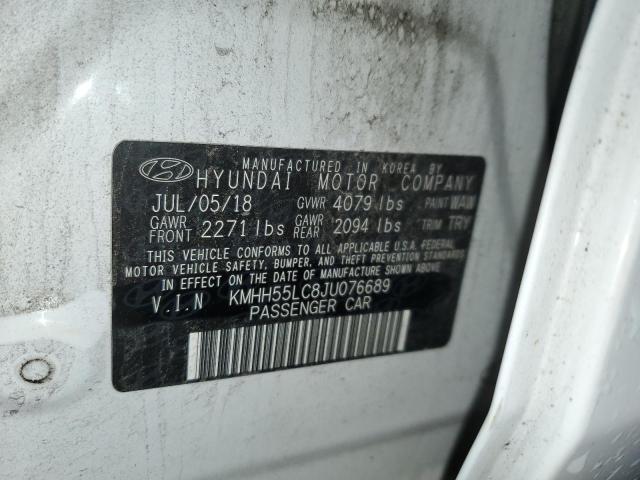 MANUFACTURED IN KOREA BY
HYUNDAI MOTOR COMPANY
JUL/05/18 GVWR 4079 lbs PAINT WAW
GAWR FRONT 2271 lbs GAWR REAR 2094 lbs TRIM TRY
THIS VEHICLE CONFORMS TO ALL APPLICABLE U.S.A. FEDERAL
MOTOR VEHICLE SAFETY, BUMPER, AND THEFT PREVENTION STANDARDS
IN EFFECT ON THE DATE OF MANUFACTURE SHOWN ABOVE.
V.I.N KMHH55LC8JU076689
PASSENGER CAR